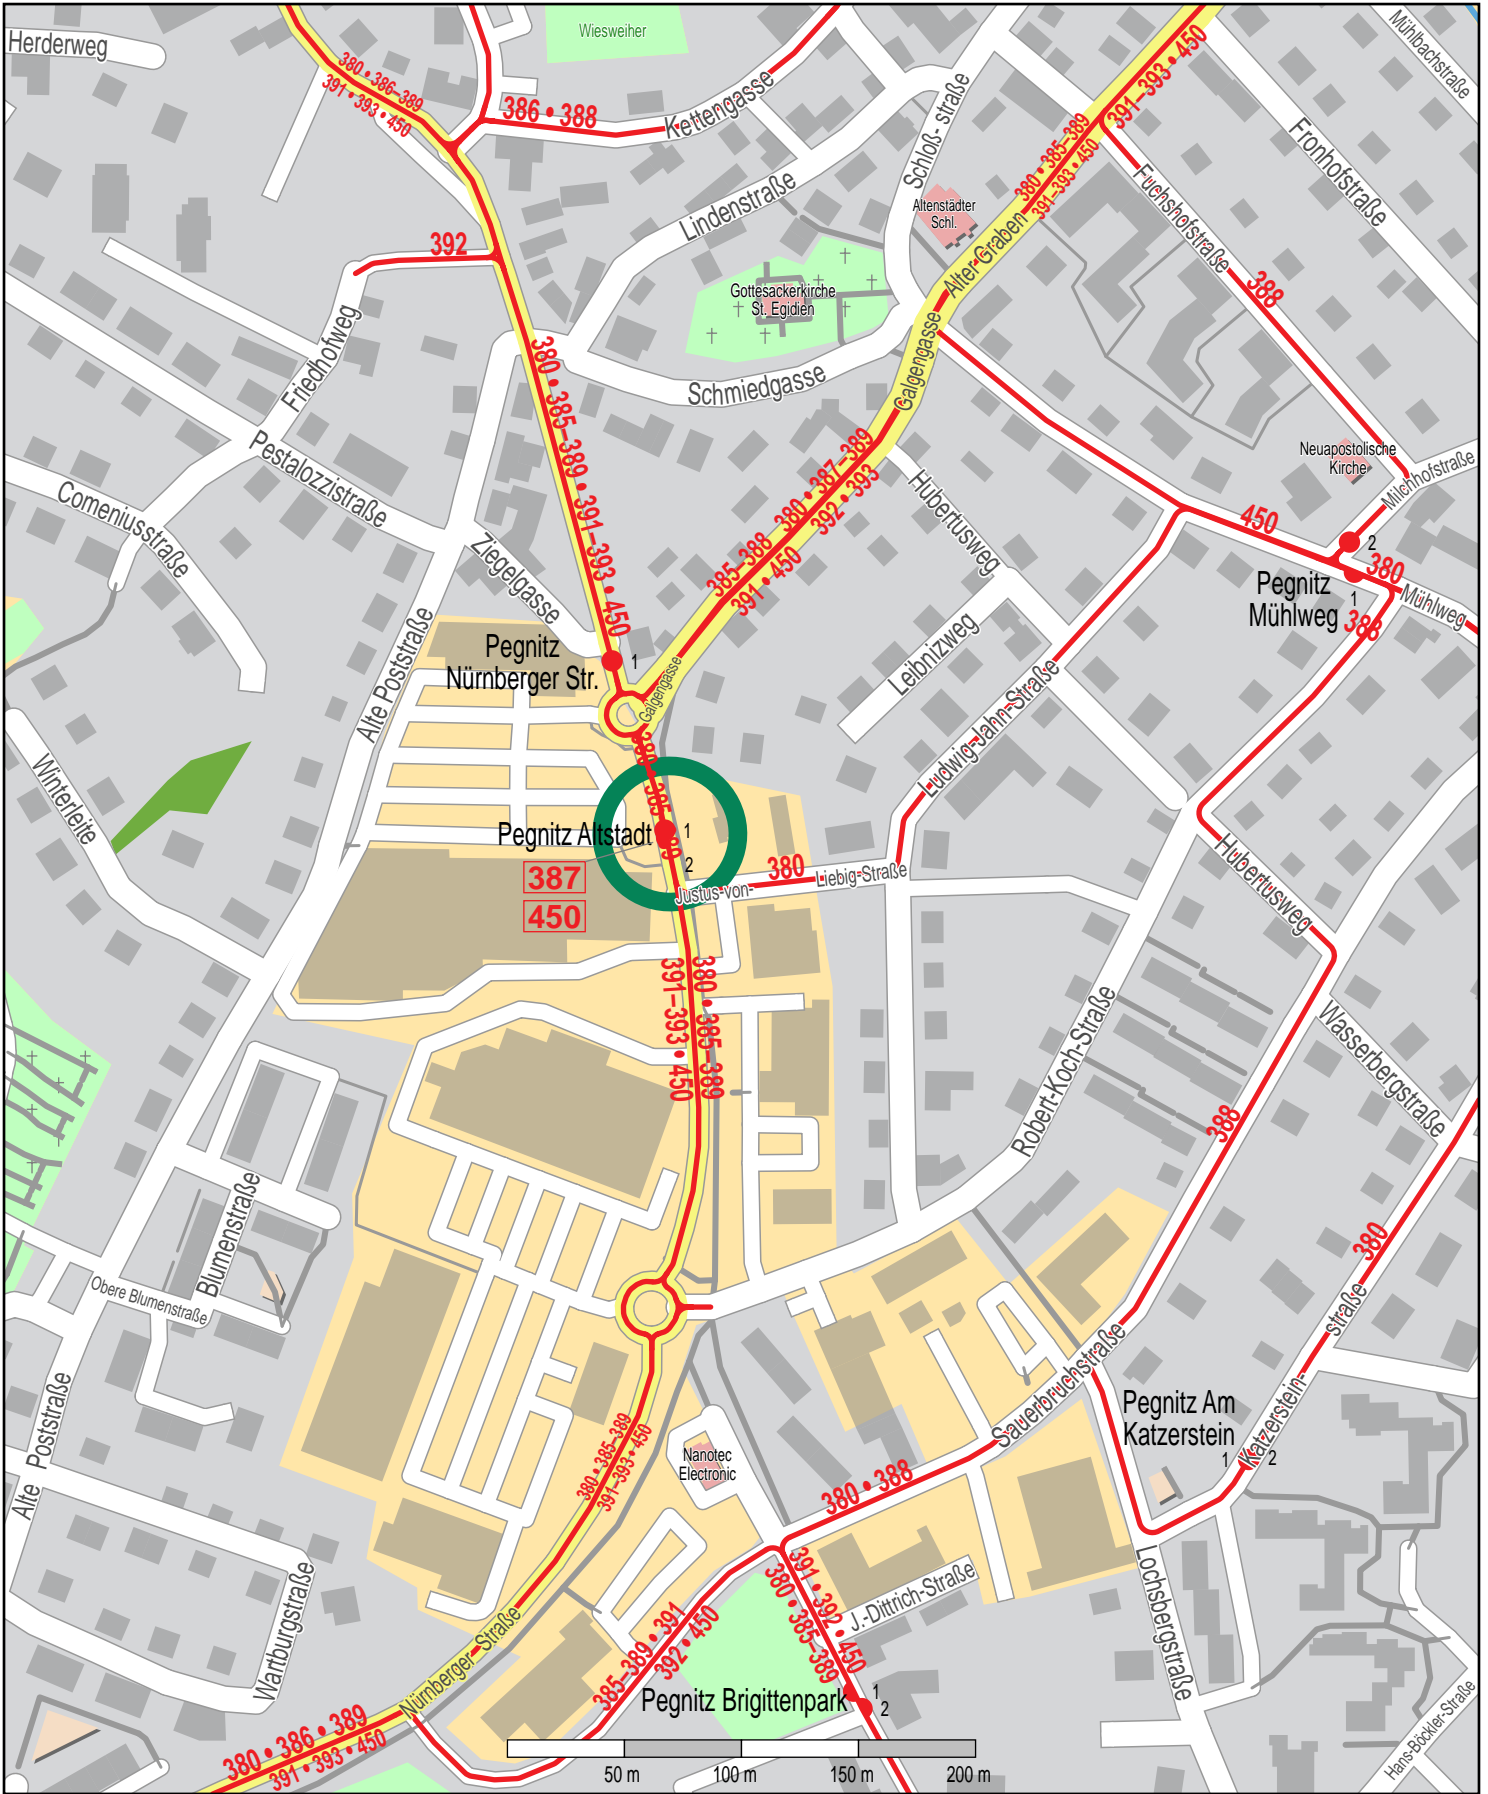 Wiesweiher
Herderweg
Mühlbachstraße
380 • 386–389
391 • 393 • 450
386 • 388
Kettengasse
391–393 • 450
Schloß- straße
380 • 385–389
391–393 • 450
Fronhofstraße
Fuchshofstraße
Lindenstraße
Altenstädter
Schl.
Alter Graben
392
388
Gottesackerkirche
St. Egidien
Friedhofweg
Galgengasse
Schmiedgasse
380 • 385–389 • 391–393 • 450
Pestalozzistraße
Comeniusstraße
Neuapostolische
Kirche
Milchhofstraße
380 • 387–389
392 • 393
385–388
391 • 450
Hubertusweg
450
Ziegelgasse
2
380
Pegnitz
Mühlweg
1
Mühlweg
388
Alte Poststraße
Pegnitz
Nürnberger Str.
1
Leibnizweg
Galgengasse
Ludwig-Jahn-Straße
Winterleite
380 • 385–389
Pegnitz Altstadt
1
2
387
450
380
Justus-von-
Liebig-Straße
Hubertusweg
391–393 • 450
380 • 385–389
Robert-Koch-Straße
Wasserbergstraße
388
Blumenstraße
Obere Blumenstraße
380
Katzerstein-
straße
Sauerbruchstraße
Alte Poststraße
Pegnitz Am
Katzerstein
1
2
380 • 385–389
391–393 • 450
Nanotec
Electronic
380 • 388
Lochsbergstraße
Wartburgstraße
391 • 392 • 450
380 • 385–389
J.-Dittrich-Straße
385–389 • 391
392 • 450
Nürnberger Straße
Pegnitz Brigittenpark
1
2
380 • 386 • 389
391 • 393 • 450
Hans-Böckler-Straße
50 m
100 m
150 m
200 m